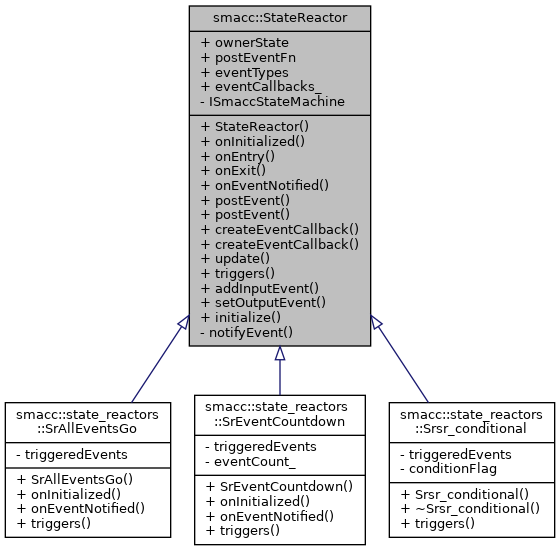 smacc::StateReactor
+ ownerState
+ postEventFn
+ eventTypes
+ eventCallbacks_
- ISmaccStateMachine
+ StateReactor()
+ onInitialized()
+ onEntry()
+ onExit()
+ onEventNotified()
+ postEvent()
+ postEvent()
+ createEventCallback()
+ createEventCallback()
+ update()
+ triggers()
+ addInputEvent()
+ setOutputEvent()
+ initialize()
- notifyEvent()
smacc::state_reactors
::SrAllEventsGo
- triggeredEvents
+ SrAllEventsGo()
+ onInitialized()
+ onEventNotified()
+ triggers()
smacc::state_reactors
::SrEventCountdown
- triggeredEvents
- eventCount_
+ SrEventCountdown()
+ onInitialized()
+ onEventNotified()
+ triggers()
smacc::state_reactors
::Srsr_conditional
- triggeredEvents
- conditionFlag
+ Srsr_conditional()
+ ~Srsr_conditional()
+ triggers()